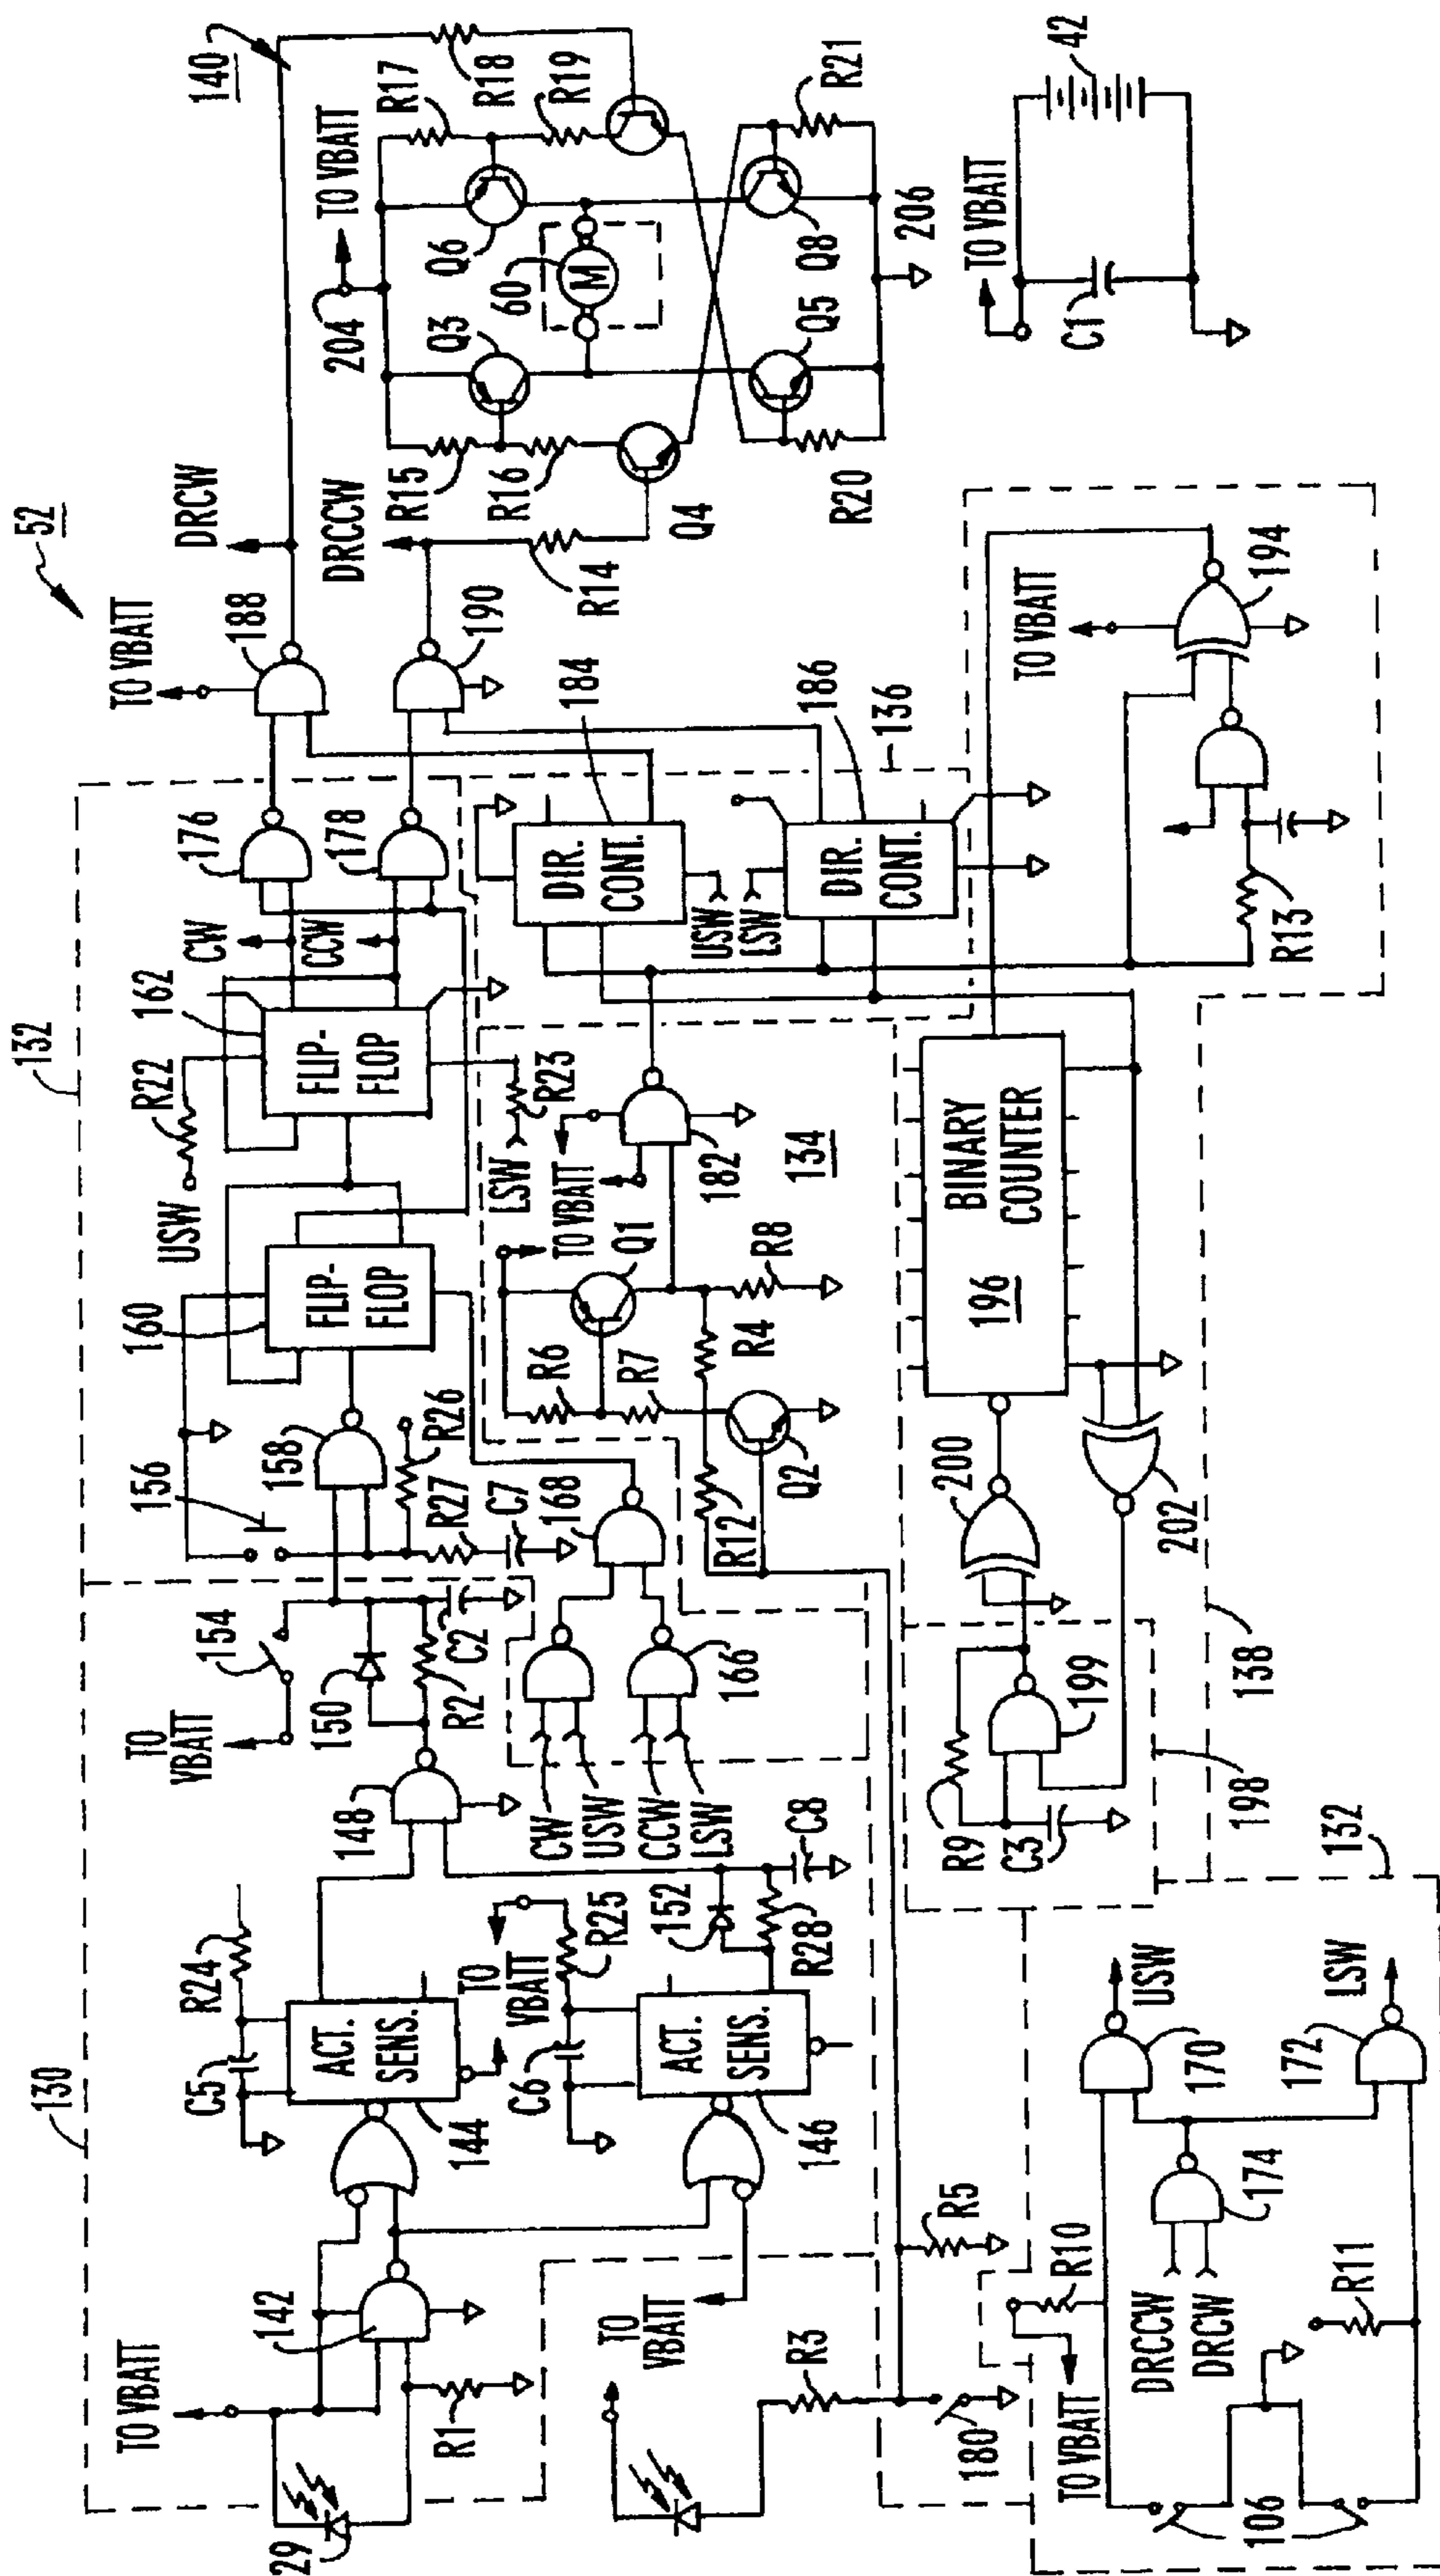 52
130
TO VBATT
142
29
R1
C5
R24
ACT. SENS.
144
TO VBATT
C6
R25
ACT. SENS.
146
TO VBATT
148
152
R28
C8
TO VBATT
154
150
R2
C2
CW
USW
CCW
LSW
166
168
132
156
158
R26
R27
C7
160
FLIP-FLOP
USW
R22
162
FLIP-FLOP
LSW
R23
CW
CCW
176
178
TO VBATT
188
190
DRCW
DRCCW
R14
140
204
TO VBATT
R15
R16
Q3
Q4
60
M
Q6
R17
R18
R19
Q5
Q8
R20
R21
206
TO VBATT
C1
42
R3
180
R5
R12
Q2
R6
R7
R4
Q1
R8
TO VBATT
182
134
DIR. CONT.
184
USW
LSW
DIR. CONT.
186
136
TO VBATT
194
R13
BINARY COUNTER
196
200
202
R9
C3
199
198
138
132
TO VBATT
R10
DRCCW
DRCW
174
170
USW
172
LSW
R11
106